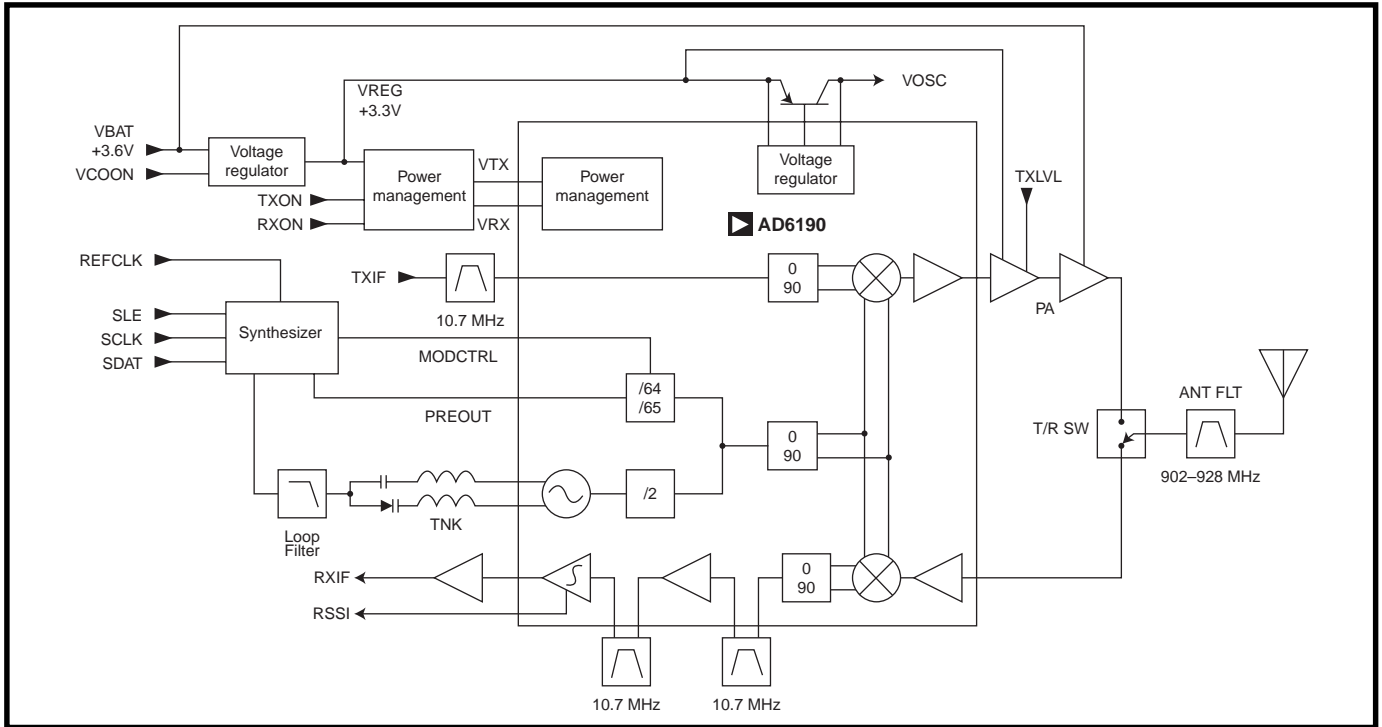 VOSC
VREG
+3.3V
VBAT
+3.6V
VCOON
Voltage
regulator
Power
management
VTX
VRX
Power
management
Voltage
regulator
TXLVL
TXON
RXON
AD6190
REFCLK
TXIF
10.7 MHz
0
90
PA
SLE
SCLK
SDAT
Synthesizer
MODCTRL
PREOUT
/64
/65
0
90
T/R SW
ANT FLT
902–928 MHz
/2
TNK
Loop
Filter
RXIF
RSSI
0
90
10.7 MHz
10.7 MHz